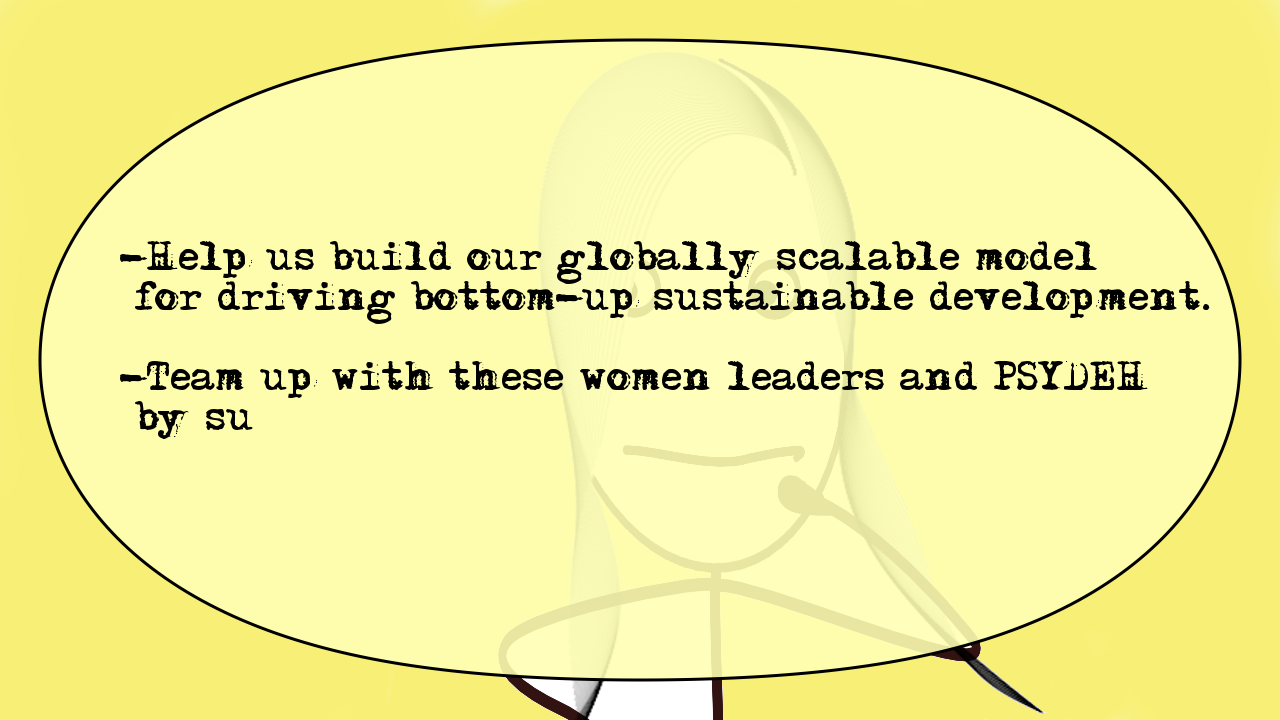 -Help us build our globally scalable model
for driving bottom-up sustainable development.
-Team up with these women leaders and PSYDEH
by su